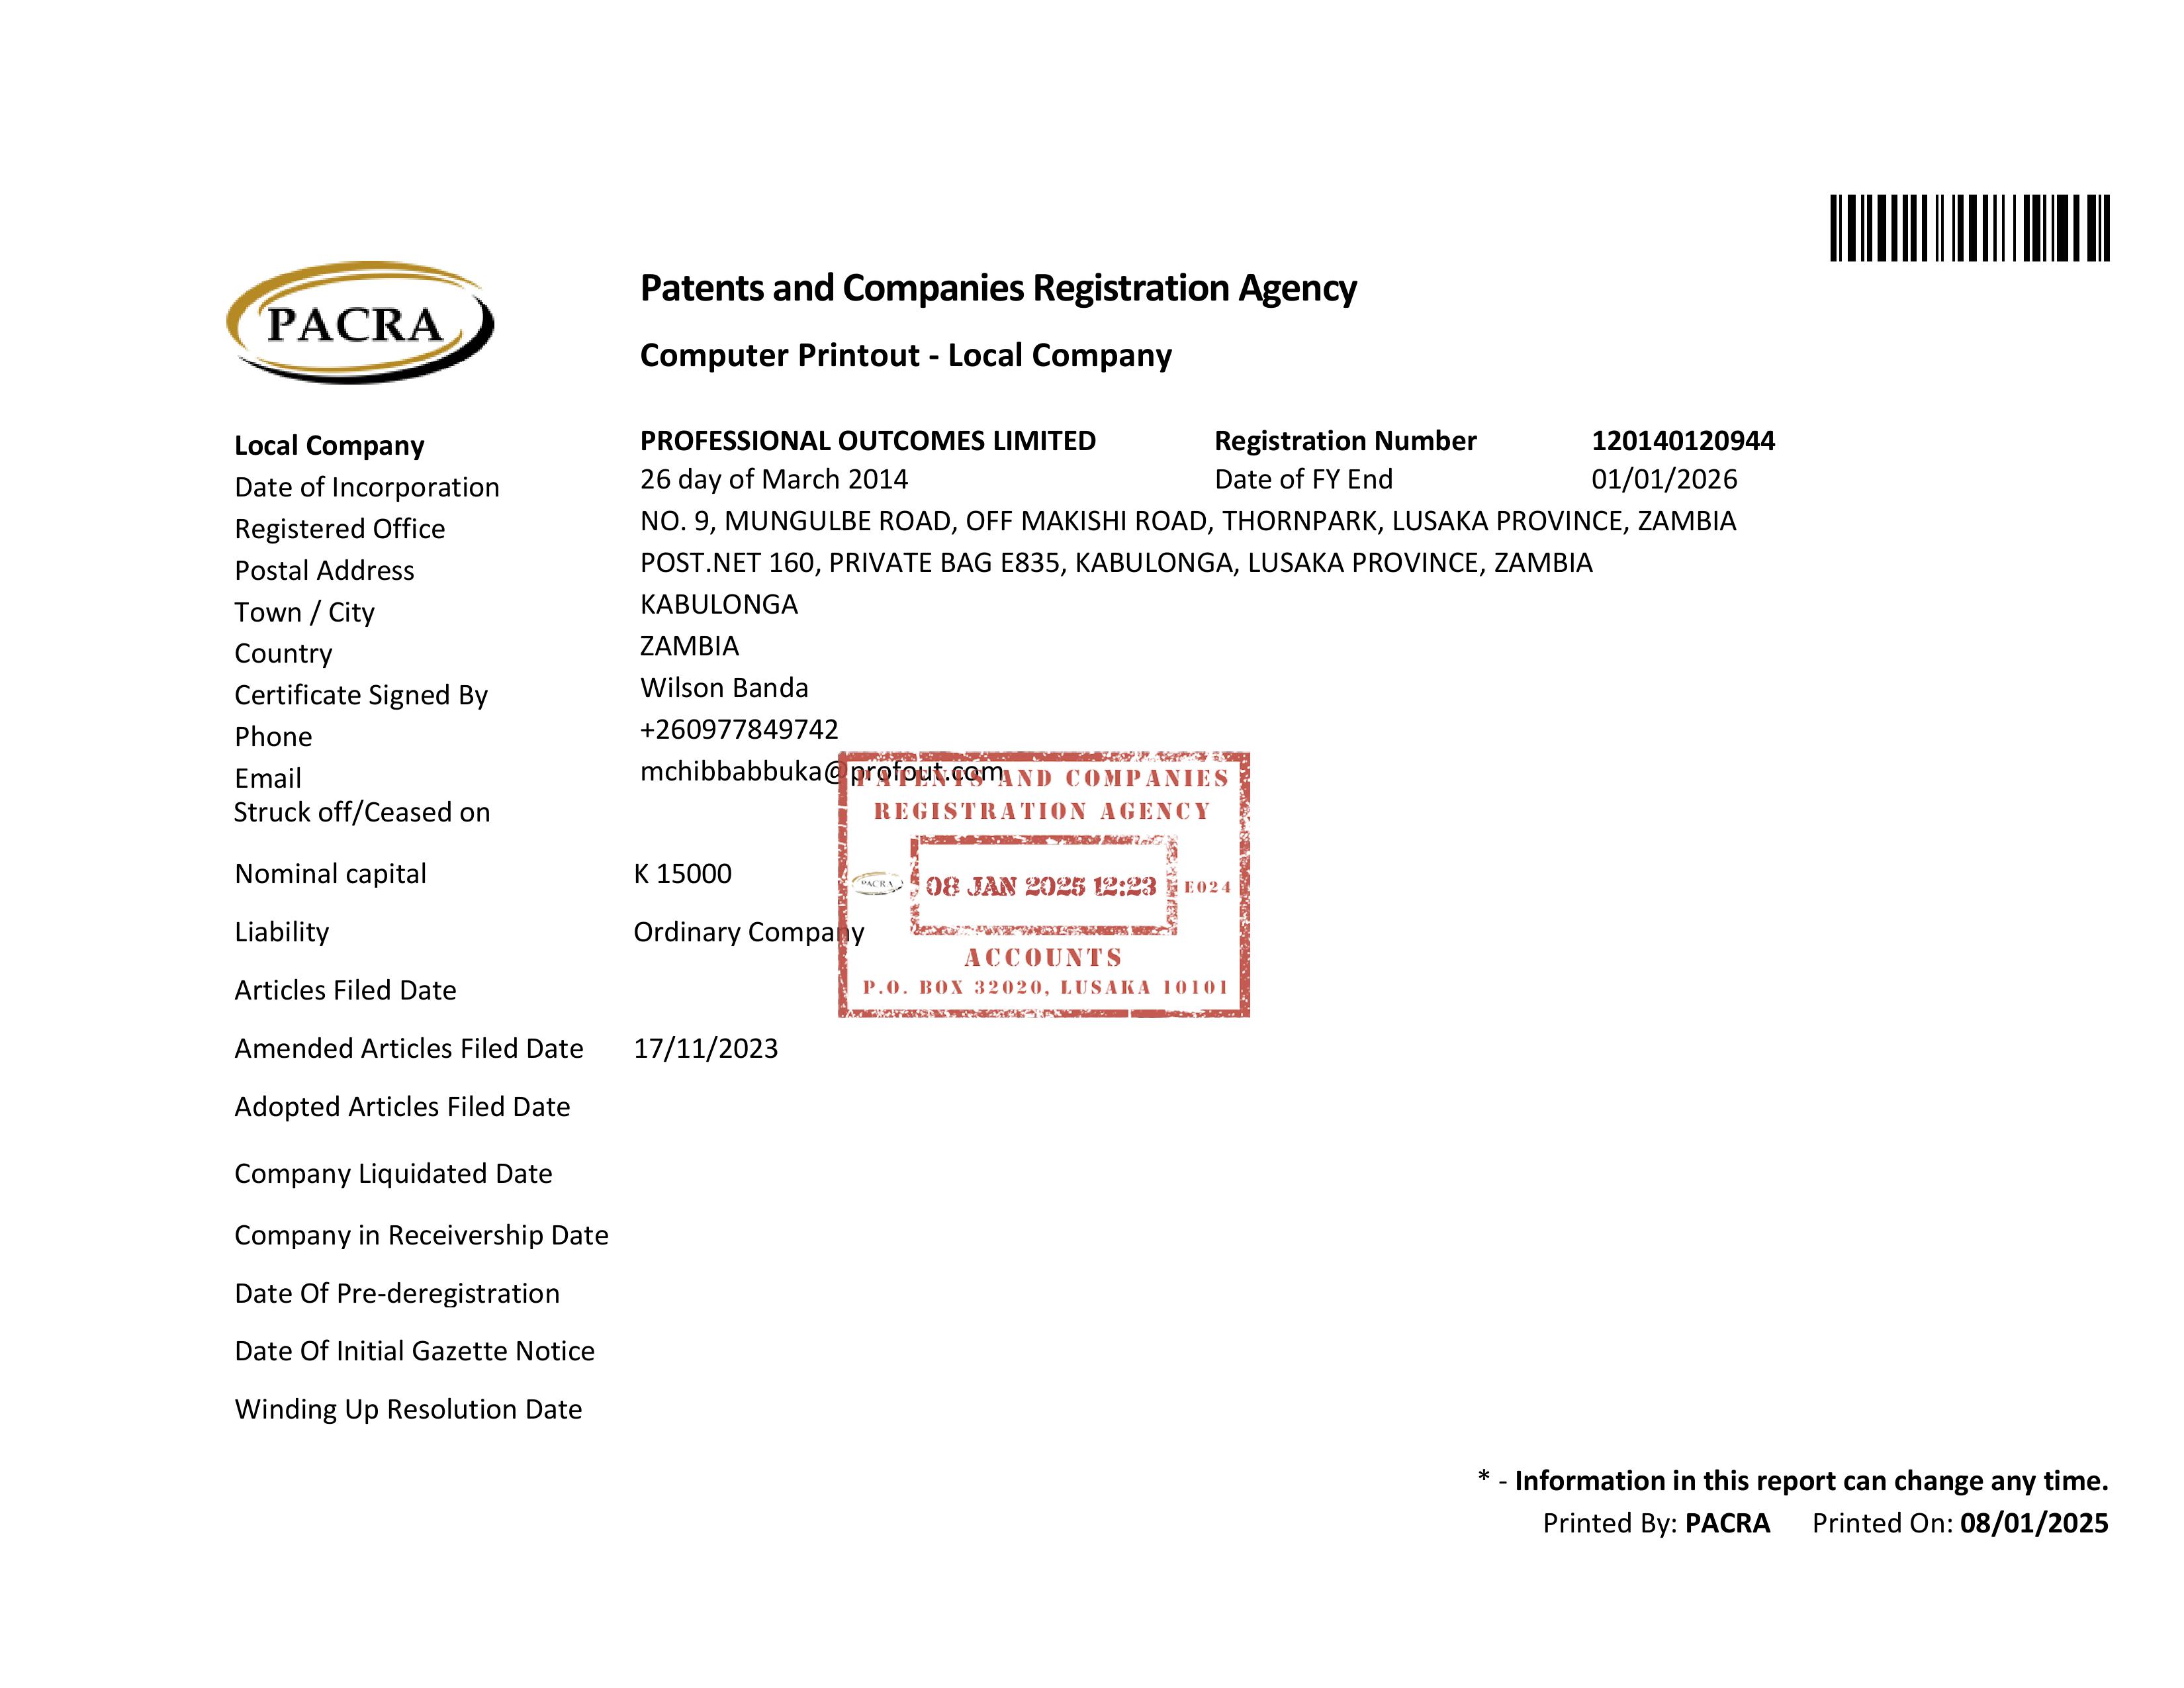 PACRA
Patents and Companies Registration Agency
Computer Printout - Local Company
Local Company PROFESSIONAL OUTCOMES LIMITED Registration Number 120140120944
Date of Incorporation 26 day of March 2014 Date of FY End 01/01/2026
Registered Office NO. 9, MUNGULBE ROAD, OFF MAKISHI ROAD, THORNPARK, LUSAKA PROVINCE, ZAMBIA
Postal Address POST.NET 160, PRIVATE BAG E835, KABULONGA, LUSAKA PROVINCE, ZAMBIA
Town / City KABULONGA
Country ZAMBIA
Certificate Signed By Wilson Banda
Phone +260977849742
Email mchibbabbuka@profout.com
Struck off/Ceased on
PATENTS AND COMPANIES
REGISTRATION AGENCY
PACRA 08 JAN 2025 12:23 E024
ACCOUNTS
P.O. BOX 32020, LUSAKA 10101
Nominal capital K 15000
Liability Ordinary Company
Articles Filed Date
Amended Articles Filed Date 17/11/2023
Adopted Articles Filed Date
Company Liquidated Date
Company in Receivership Date
Date Of Pre-deregistration
Date Of Initial Gazette Notice
Winding Up Resolution Date
* - Information in this report can change any time.
Printed By: PACRA Printed On: 08/01/2025